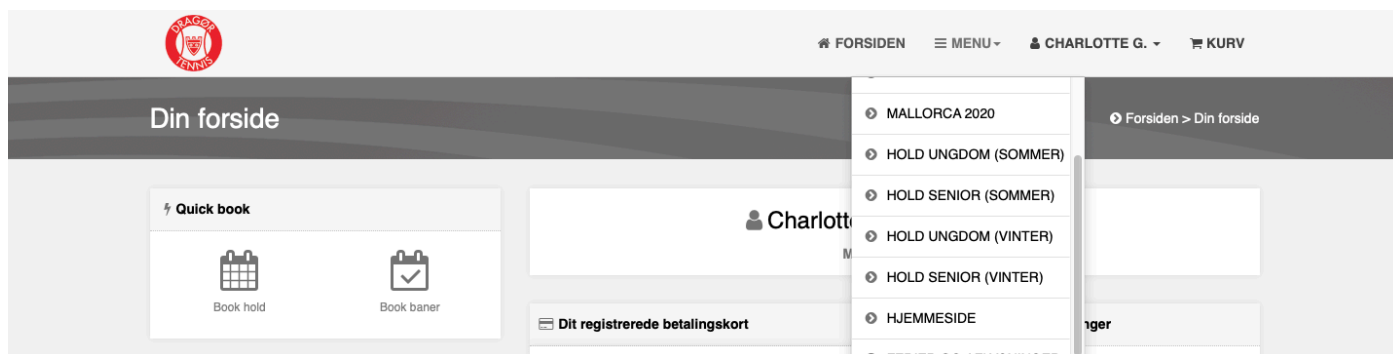 DRAGØR
TENNIS
FORSIDEN
MENU
CHARLOTTE G.
KURV
Din forside
Forsiden > Din forside
MALLORCA 2020
HOLD UNGDOM (SOMMER)
HOLD SENIOR (SOMMER)
HOLD UNGDOM (VINTER)
HOLD SENIOR (VINTER)
HJEMMESIDE
Quick book
Book hold
Book baner
Charlott
M
Dit registrerede betalingskort
nger